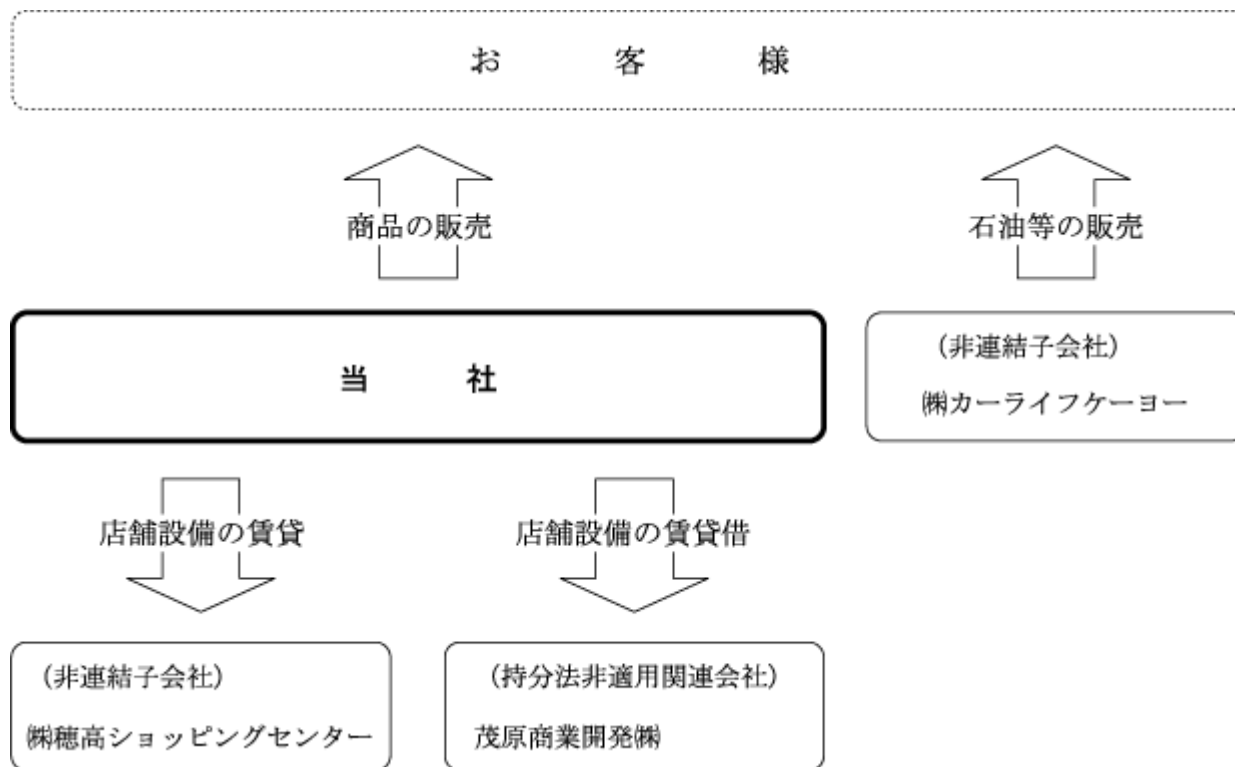 お客様
商品の販売
石油等の販売
当社
(非連結子会社)
㈱カーライフケーヨー
店舗設備の賃貸
店舗設備の賃貸借
(非連結子会社)
㈱穂高ショッピングセンター
(持分法非適用関連会社)
茂原商業開発㈱